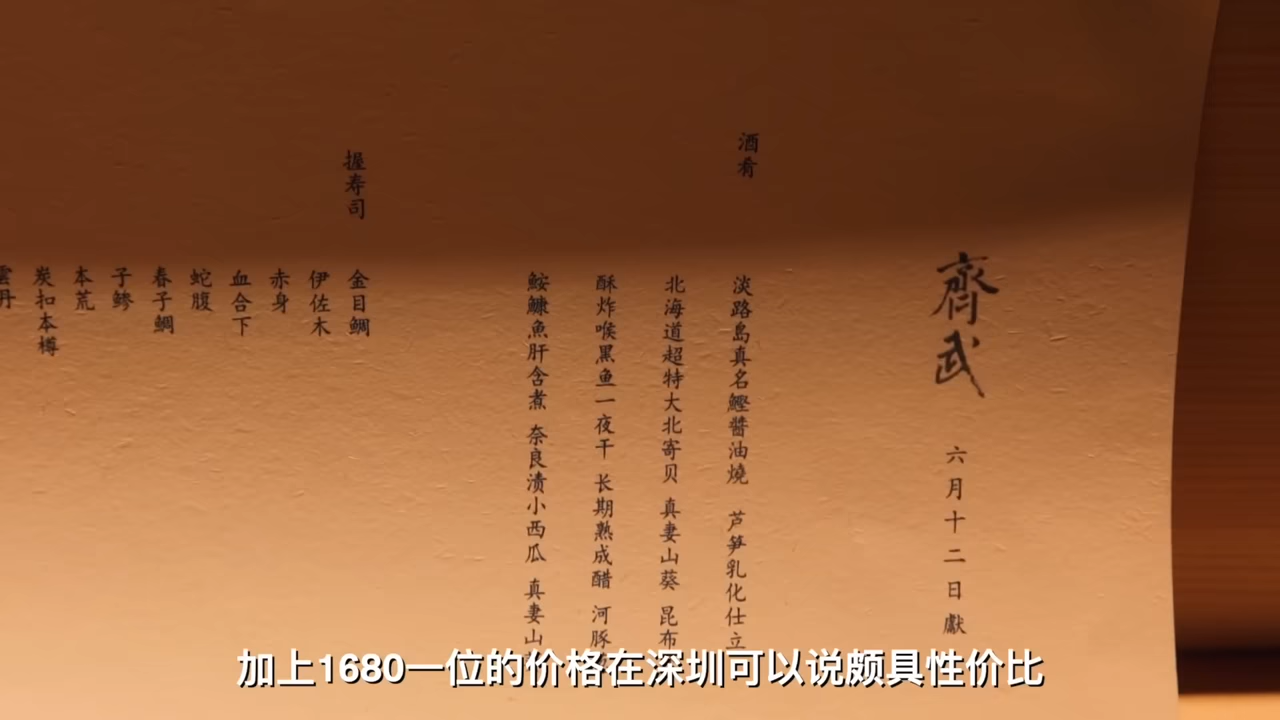 齊武
六月十二日獻
酒肴
淡路島真名鰹醬油燒 芦笋乳化仕立
北海道超特大北寄贝 真妻山葵 昆布
酥炸喉黑鱼一夜干 长期熟成醋 河豚
鮟鱇魚肝含煮 奈良漬小西瓜 真妻山
握寿司
金目鲷
伊佐木
赤身
血合下
蛇腹
春子鲷
子鲹
本荒
炭扣本樽
雲丹
加上1680一位的价格在深圳可以说颇具性价比